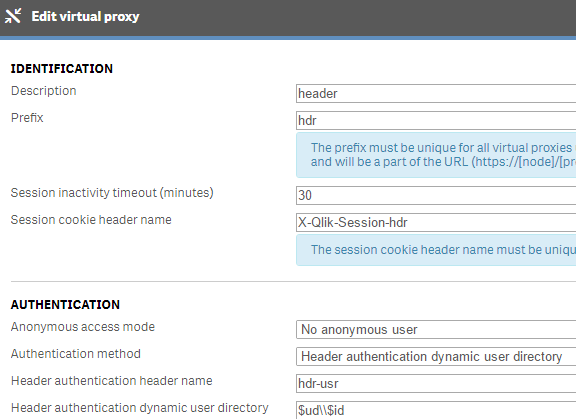 Edit virtual proxy
IDENTIFICATION
Description
header
Prefix
hdr
The prefix must be unique for all virtual proxies
and will be a part of the URL (https://[node]/[pre
Session inactivity timeout (minutes)
30
Session cookie header name
X-Qlik-Session-hdr
The session cookie header name must be uniqu
AUTHENTICATION
Anonymous access mode
No anonymous user
Authentication method
Header authentication dynamic user directory
Header authentication header name
hdr-usr
Header authentication dynamic user directory
$ud\\$id